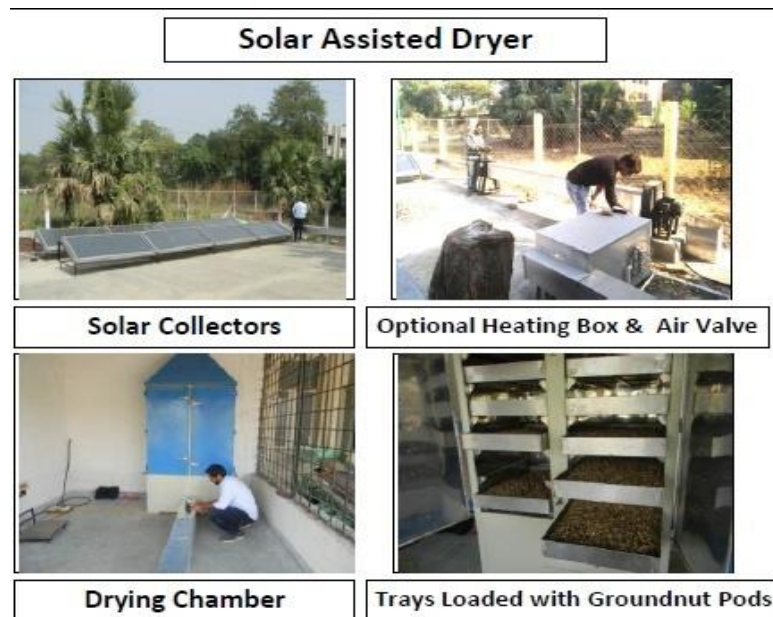 Solar Assisted Dryer
Solar Collectors
Optional Heating Box & Air Valve
Drying Chamber
Trays Loaded with Groundnut Pods